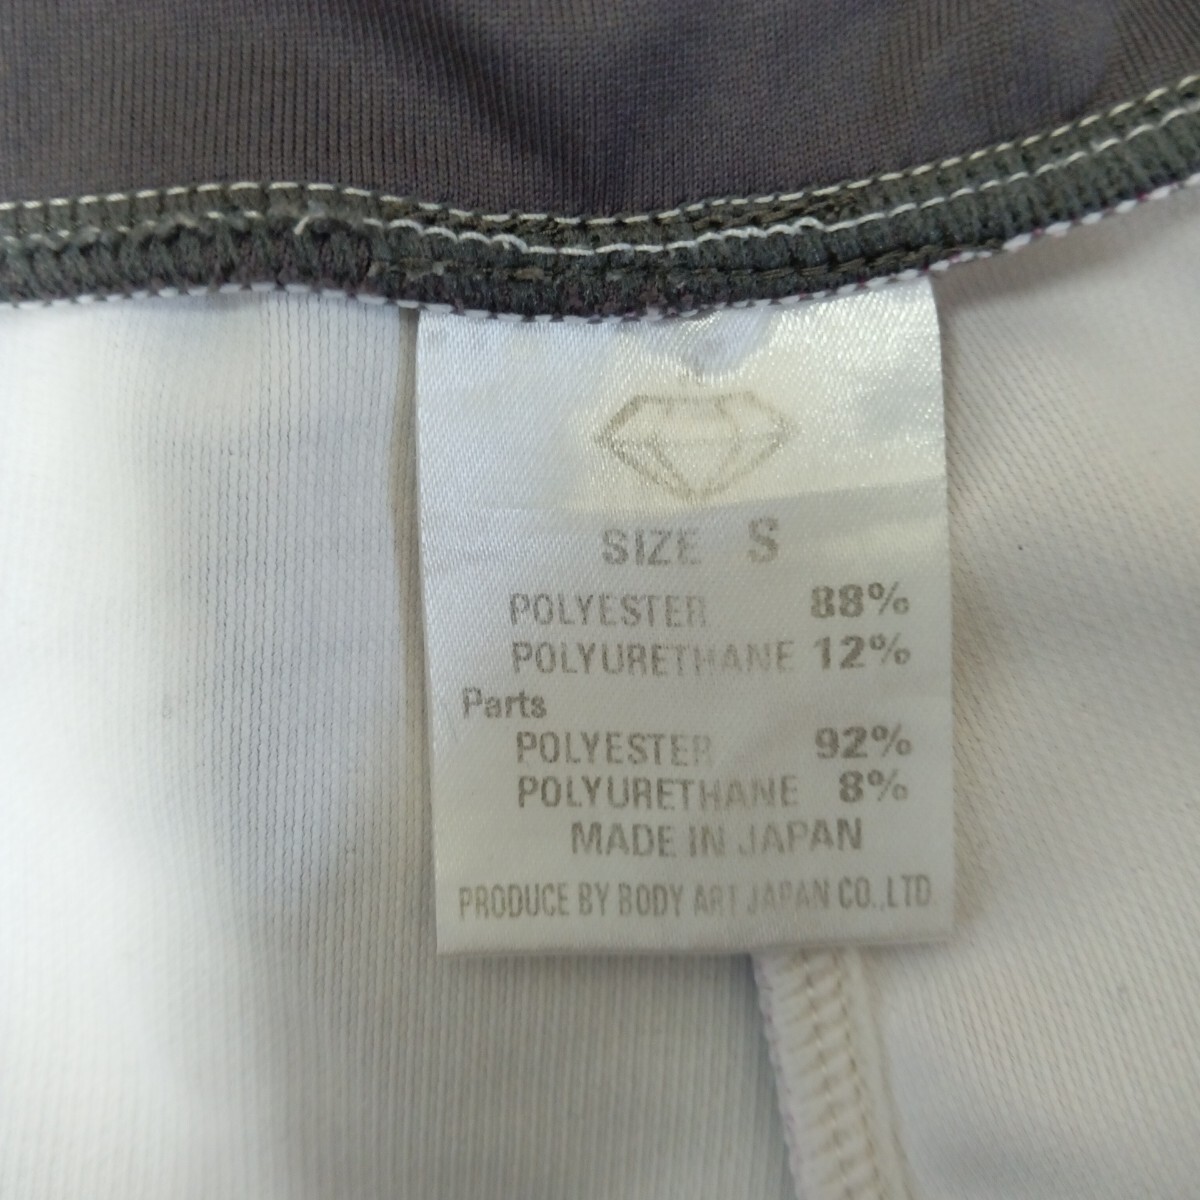 SIZE S
POLYESTER 88%
POLYURETHANE 12%
Parts
POLYESTER 92%
POLYURETHANE 8%
MADE IN JAPAN
PRODUCE BY BODY ART JAPAN CO.,LTD.